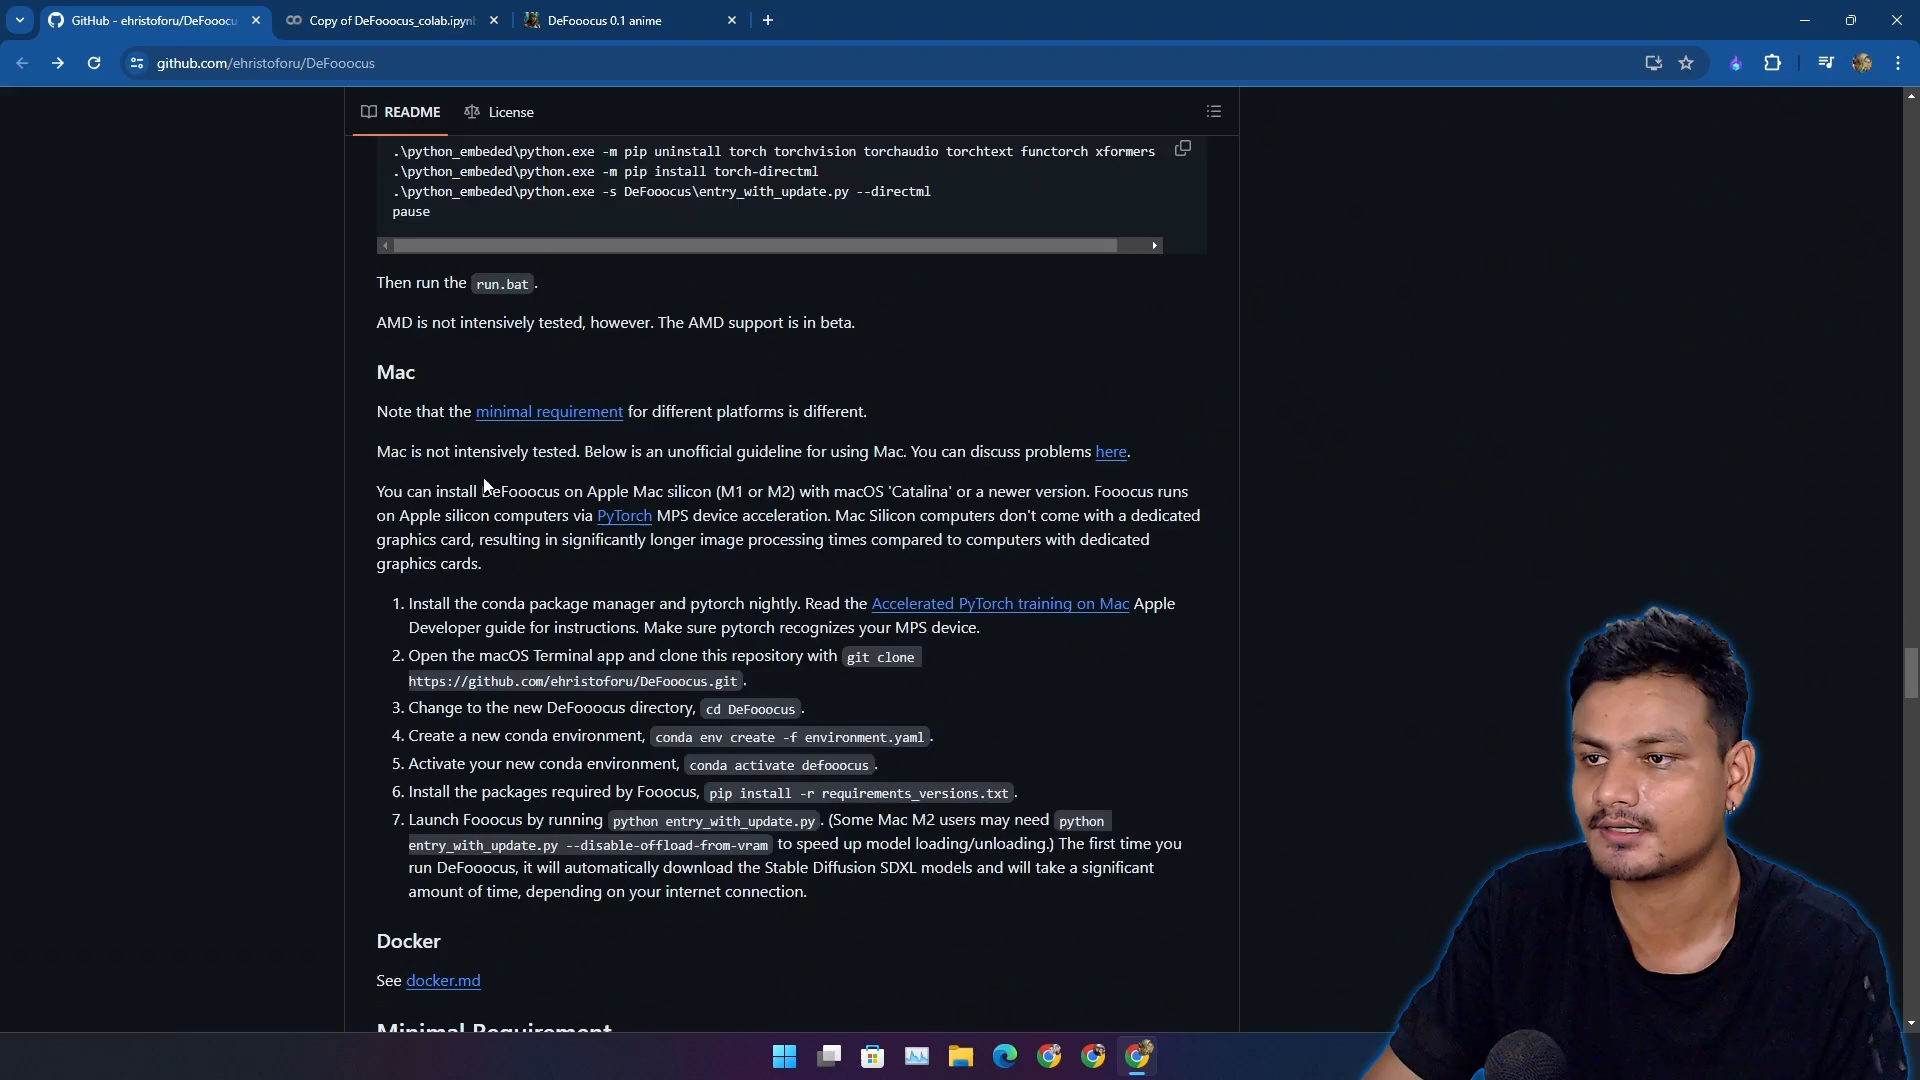 GitHub - ehristoforu/DeFooocu
Copy of DeFooocus_colab.ipynb
DeFooocus 0.1 anime
github.com/ehristoforu/DeFooocus
README
License
.\python_embeded\python.exe -m pip uninstall torch torchvision torchaudio torchtext functorch xformers
.\python_embeded\python.exe -m pip install torch-directml
.\python_embeded\python.exe -s DeFooocus\entry_with_update.py --directml
pause
Then run the run.bat.
AMD is not intensively tested, however. The AMD support is in beta.
Mac
Note that the minimal requirement for different platforms is different.
Mac is not intensively tested. Below is an unofficial guideline for using Mac. You can discuss problems here.
You can install DeFooocus on Apple Mac silicon (M1 or M2) with macOS 'Catalina' or a newer version. Fooocus runs
on Apple silicon computers via PyTorch MPS device acceleration. Mac Silicon computers don't come with a dedicated
graphics card, resulting in significantly longer image processing times compared to computers with dedicated
graphics cards.
1. Install the conda package manager and pytorch nightly. Read the Accelerated PyTorch training on Mac Apple
Developer guide for instructions. Make sure pytorch recognizes your MPS device.
2. Open the macOS Terminal app and clone this repository with git clone
https://github.com/ehristoforu/DeFooocus.git.
3. Change to the new DeFooocus directory, cd DeFooocus.
4. Create a new conda environment, conda env create -f environment.yaml.
5. Activate your new conda environment, conda activate defooocus.
6. Install the packages required by Fooocus, pip install -r requirements_versions.txt.
7. Launch Fooocus by running python entry_with_update.py. (Some Mac M2 users may need python
entry_with_update.py --disable-offload-from-vram to speed up model loading/unloading.) The first time you
run DeFooocus, it will automatically download the Stable Diffusion SDXL models and will take a significant
amount of time, depending on your internet connection.
Docker
See docker.md
Minimal Requirement